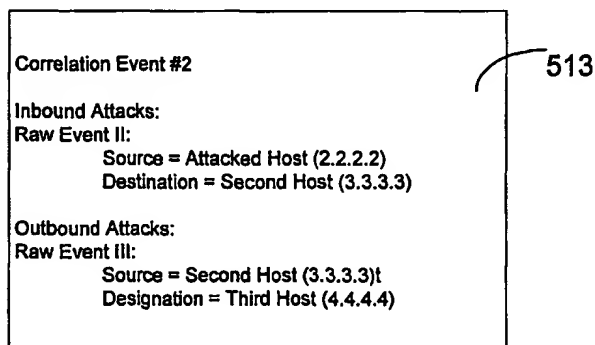 Correlation Event #2
513
Inbound Attacks:
Raw Event II:
Source = Attacked Host (2.2.2.2)
Destination = Second Host (3.3.3.3)
Outbound Attacks:
Raw Event III:
Source = Second Host (3.3.3.3)t
Designation = Third Host (4.4.4.4)